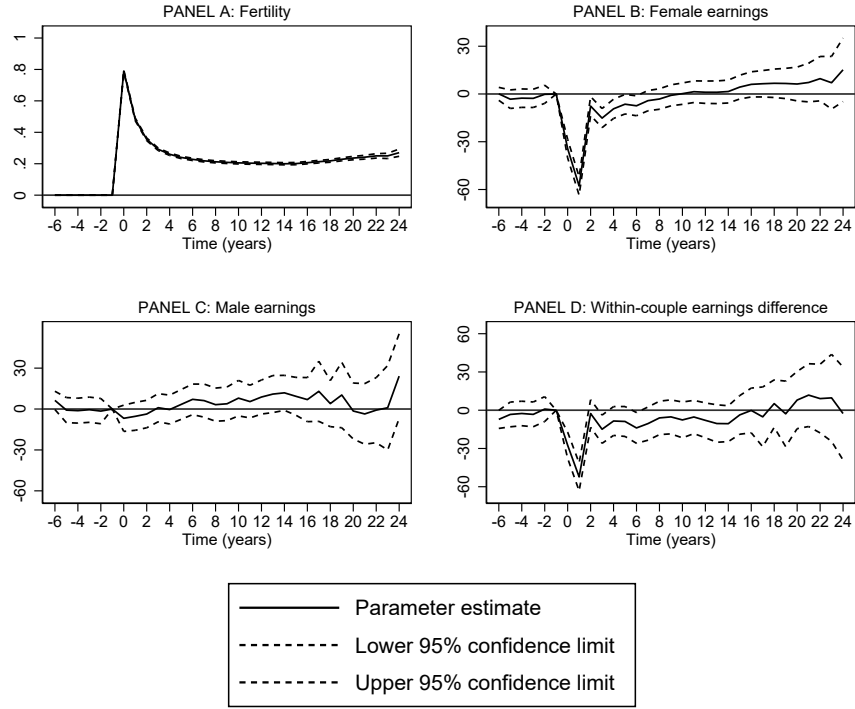 PANEL A: Fertility
1
.8
.6
.4
.2
0
-6 -4 -2 0 2 4 6 8 10 12 14 16 18 20 22 24
Time (years)
PANEL B: Female earnings
30
0
-30
-60
-6 -4 -2 0 2 4 6 8 10 12 14 16 18 20 22 24
Time (years)
PANEL C: Male earnings
30
0
-30
-60
-6 -4 -2 0 2 4 6 8 10 12 14 16 18 20 22 24
Time (years)
PANEL D: Within-couple earnings difference
60
30
0
-30
-60
-6 -4 -2 0 2 4 6 8 10 12 14 16 18 20 22 24
Time (years)
Parameter estimate
Lower 95% confidence limit
Upper 95% confidence limit